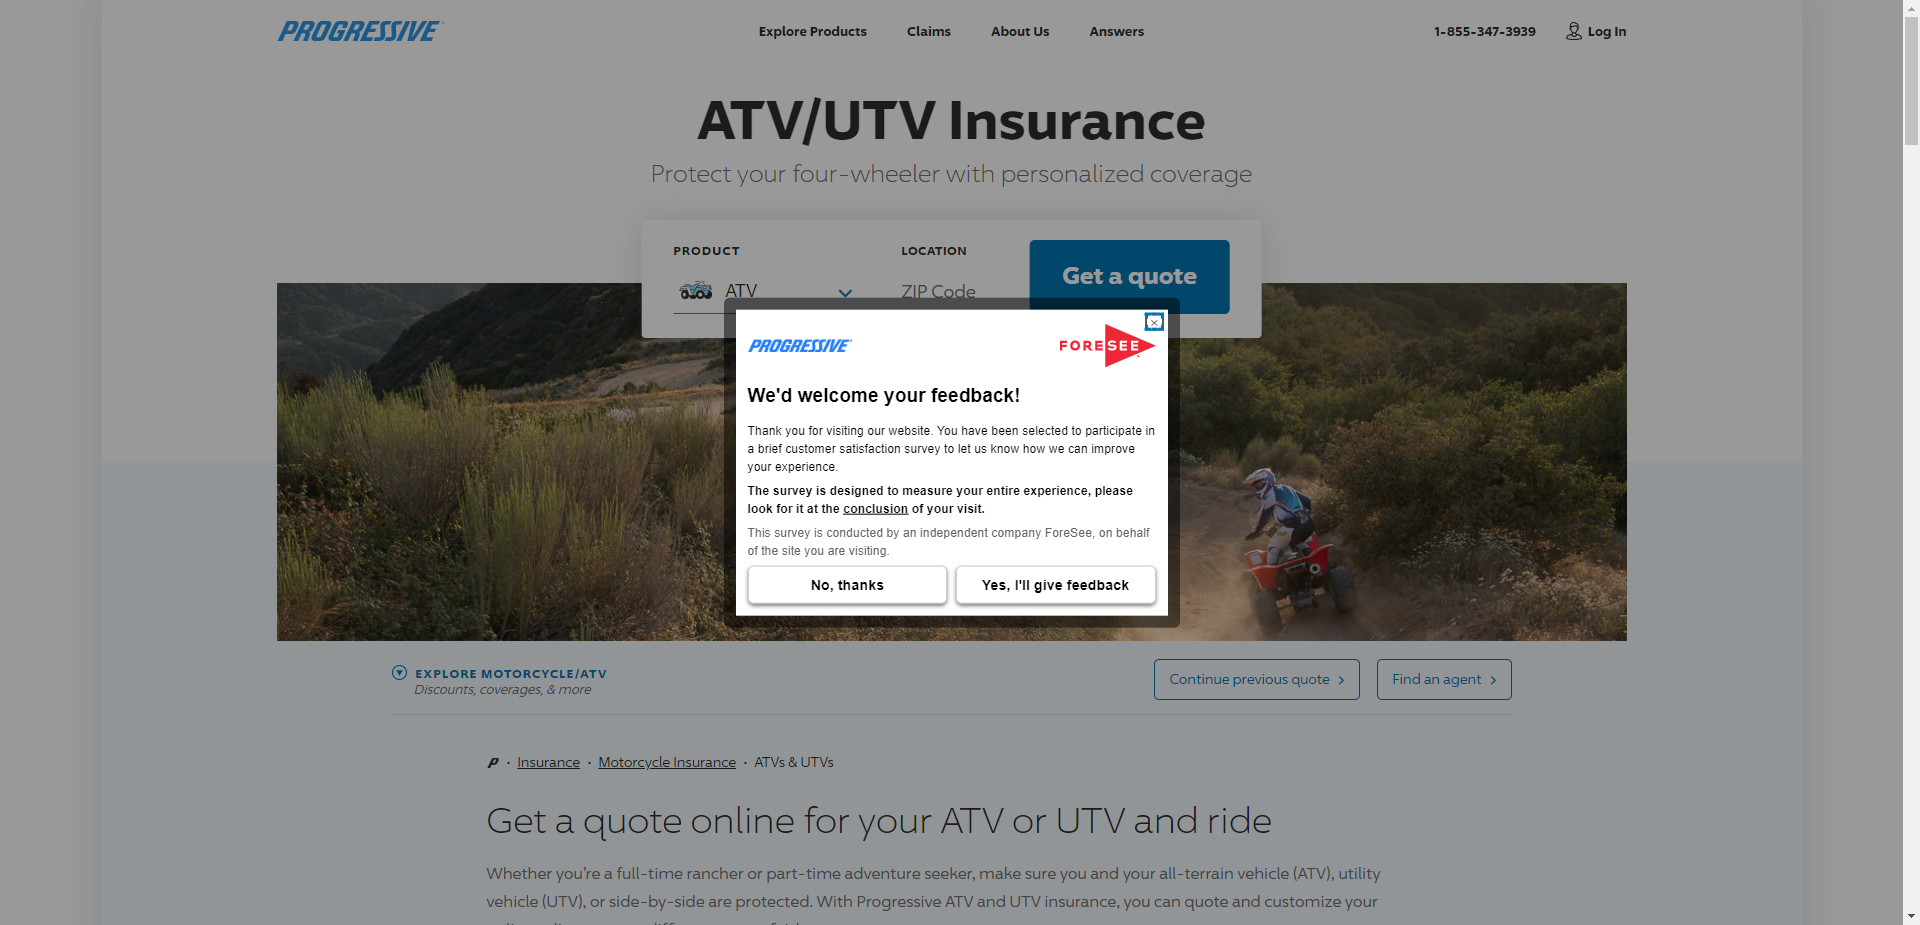 PROGRESSIVE
Explore Products
Claims
About Us
Answers
1-855-347-3939
Log In
ATV/UTV Insurance
Protect your four-wheeler with personalized coverage
PRODUCT
LOCATION
ATV
ZIP Code
Get a quote
PROGRESSIVE
FORESEE
We'd welcome your feedback!
Thank you for visiting our website. You have been selected to participate in
a brief customer satisfaction survey to let us know how we can improve
your experience.
The survey is designed to measure your entire experience, please
look for it at the conclusion of your visit.
This survey is conducted by an independent company ForeSee, on behalf
of the site you are visiting.
No, thanks
Yes, I'll give feedback
EXPLORE MOTORCYCLE/ATV
Discounts, coverages, & more
Continue previous quote
Find an agent
P · Insurance · Motorcycle Insurance · ATVs & UTVs
Get a quote online for your ATV or UTV and ride
Whether you're a full-time rancher or part-time adventure seeker, make sure you and your all-terrain vehicle (ATV), utility
vehicle (UTV), or side-by-side are protected. With Progressive ATV and UTV insurance, you can quote and customize your